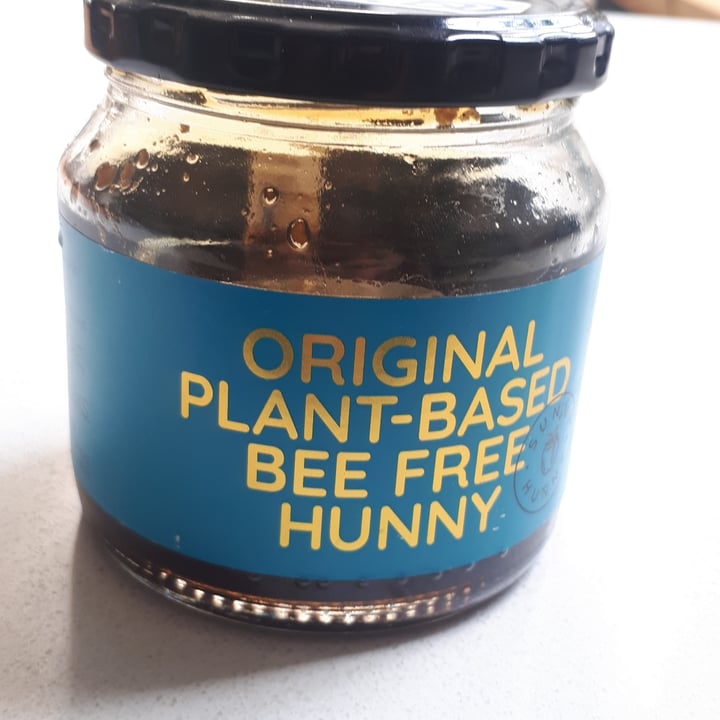 ORIGINAL
PLANT-BASED
BEE FREE
HUNNY